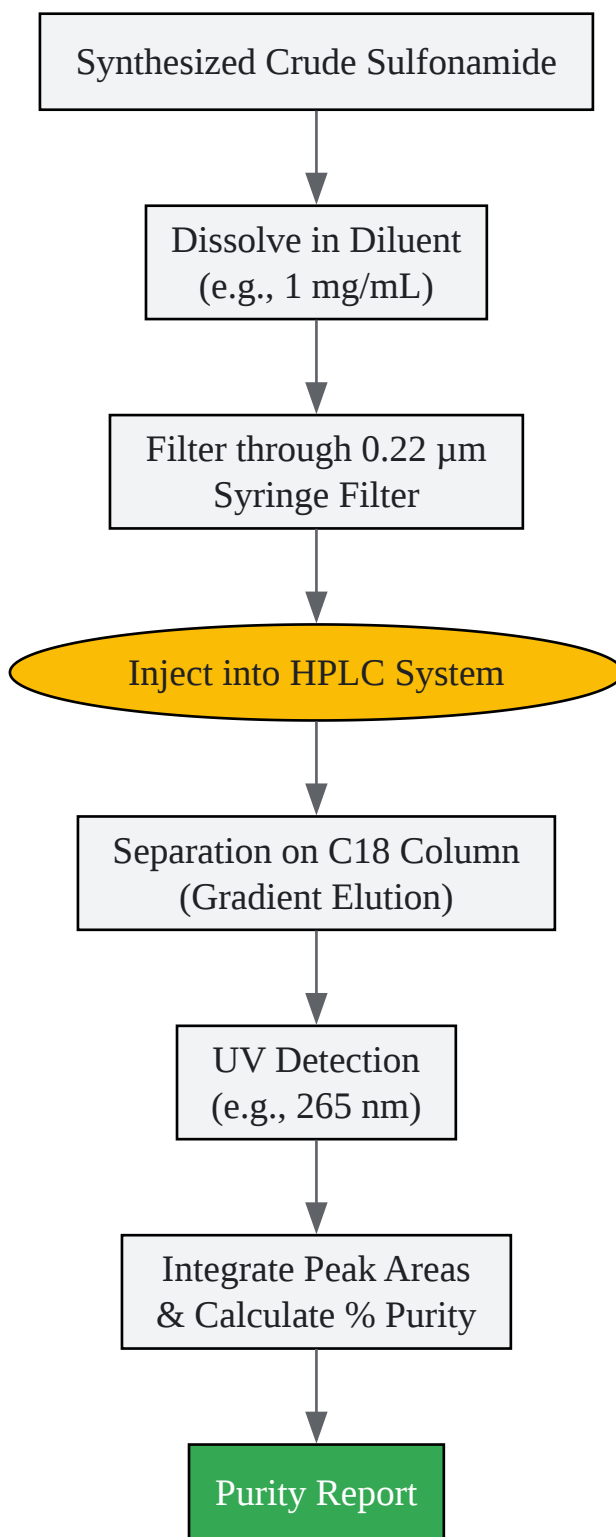 Synthesized Crude Sulfonamide
Dissolve in Diluent
(e.g., 1 mg/mL)
Filter through 0.22 µm
Syringe Filter
Inject into HPLC System
Separation on C18 Column
(Gradient Elution)
UV Detection
(e.g., 265 nm)
Integrate Peak Areas
& Calculate % Purity
Purity Report